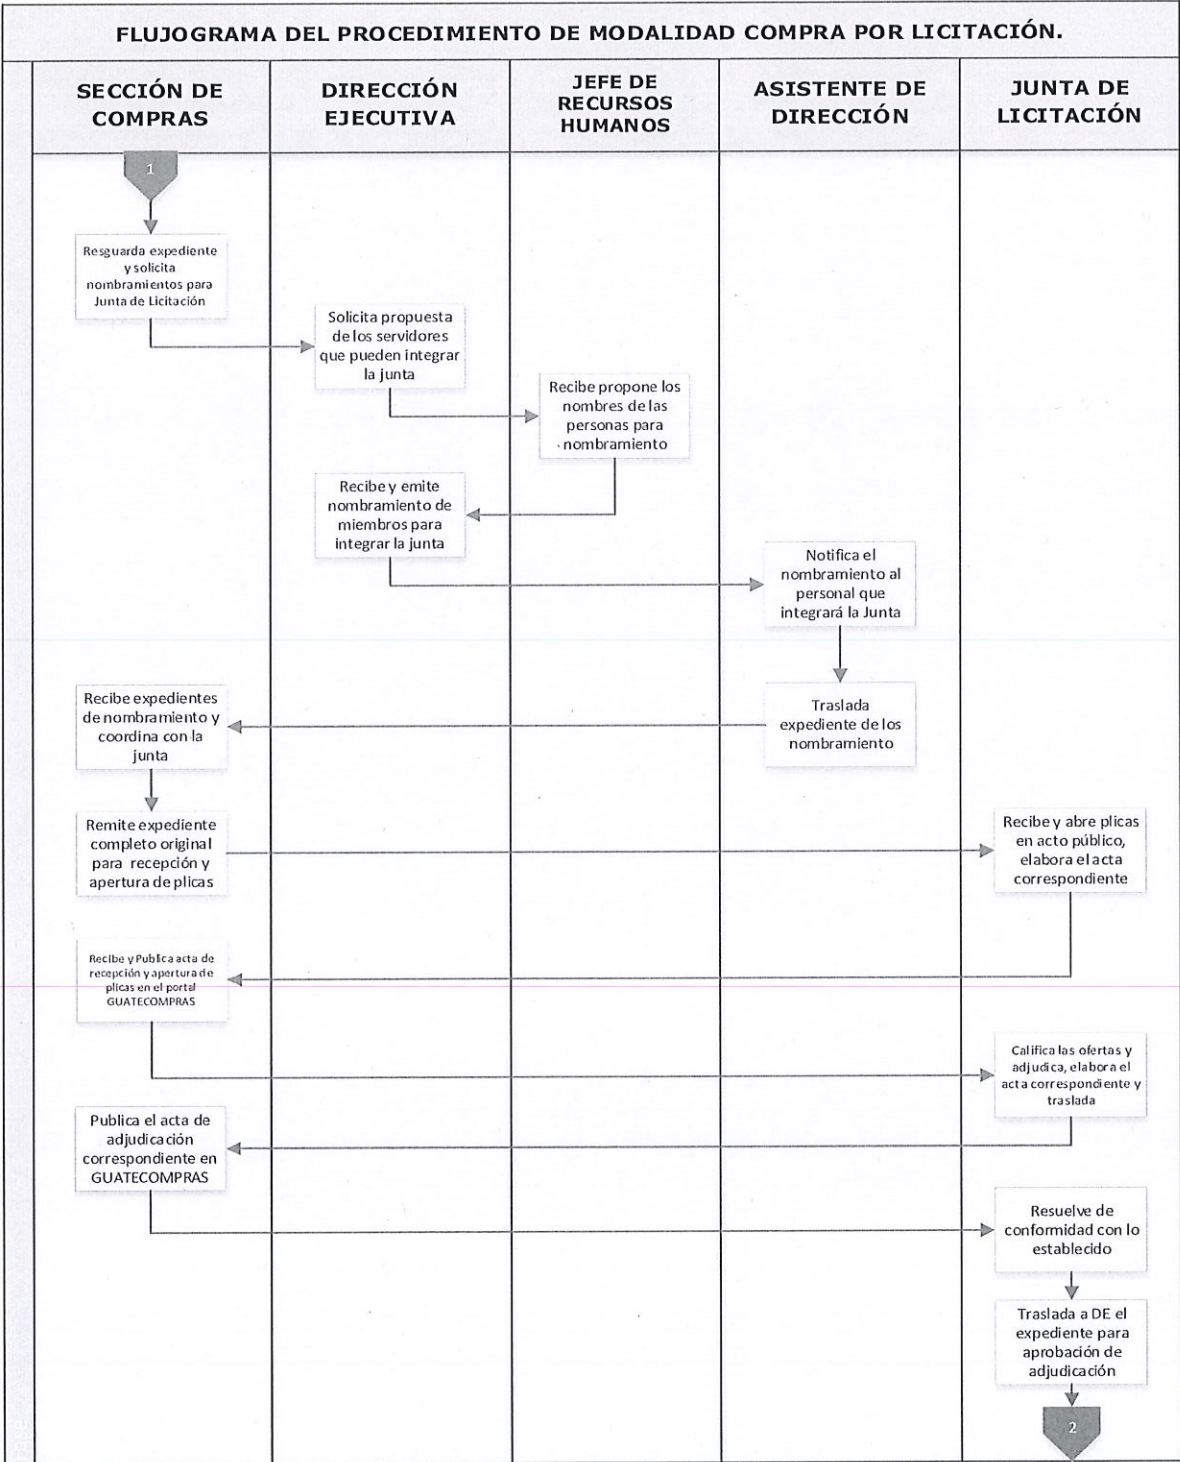 FLUJOGRAMA DEL PROCEDIMIENTO DE MODALIDAD COMPRA POR LICITACIÓN.
SECCIÓN DE
COMPRAS
DIRECCIÓN
EJECUTIVA
JEFE DE
RECURSOS
HUMANOS
ASISTENTE DE
DIRECCIÓN
JUNTA DE
LICITACIÓN
1
Resguarda expediente
y solicita
nombramientos para
Junta de Licitación
Solicita propuesta
de los servidores
que pueden integrar
la junta
Recibe propone los
nombres de las
personas para
nombramiento
Recibe y emite
nombramiento de
miembros para
integrar la junta
Notifica el
nombramiento al
personal que
integrará la Junta
Traslada
expediente de los
nombramiento
Recibe expedientes
de nombramiento y
coordina con la
junta
Remite expediente
completo original
para recepción y
apertura de plicas
Recibe y abre plicas
en acto público,
elabora el acta
correspondiente
Recibe y Publica acta de
recepción y apertura de
plicas en el portal
GUATECOMPRAS
Califica las ofertas y
adjudica, elabora el
acta correspondiente y
traslada
Publica el acta de
adjudicación
correspondiente en
GUATECOMPRAS
Resuelve de
conformidad con lo
establecido
Traslada a DE el
expediente para
aprobación de
adjudicación
2